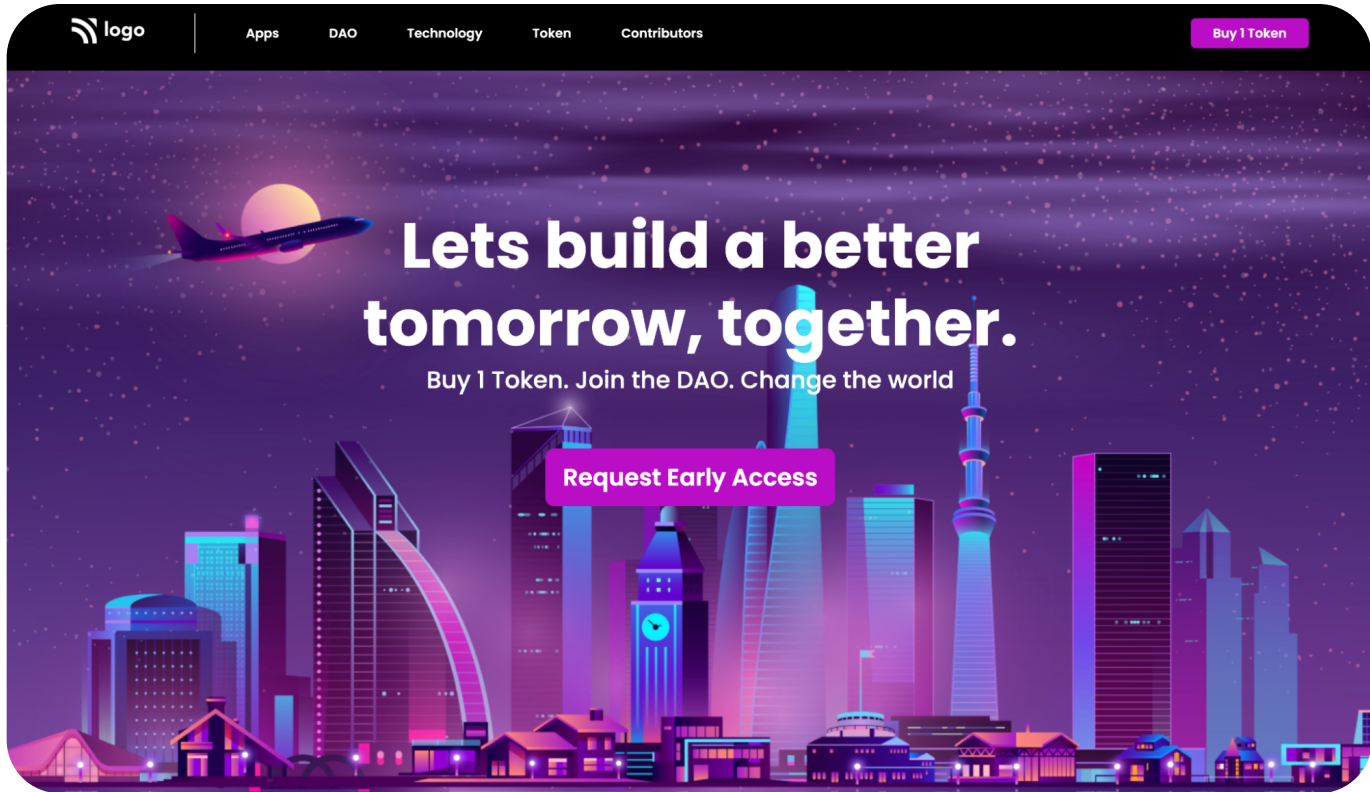 logo
Apps DAO Technology Token Contributors
Buy 1 Token
Lets build a better
tomorrow, together.
Buy 1 Token. Join the DAO. Change the world
Request Early Access